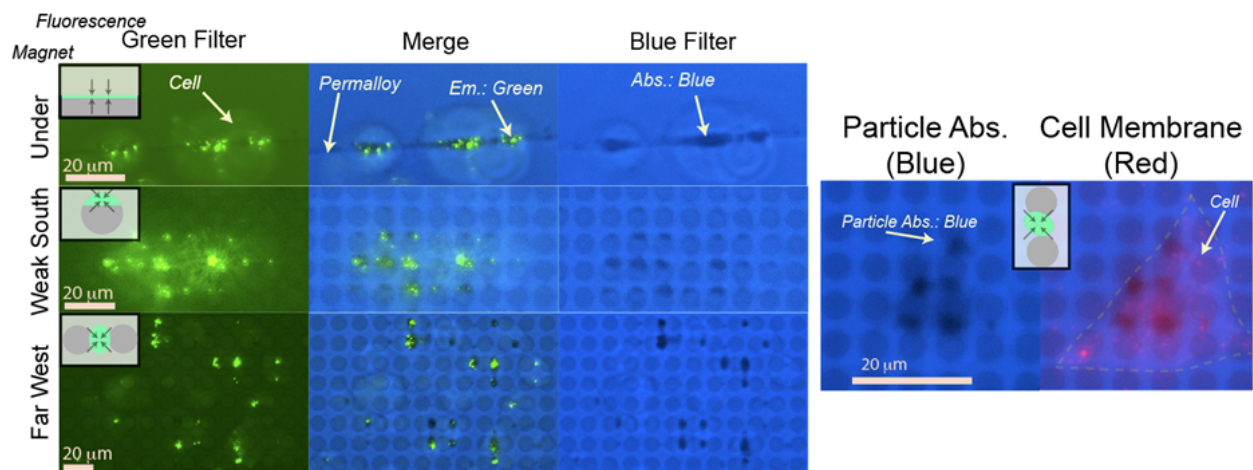 Fluorescence
Magnet
Green Filter
Merge
Blue Filter
Under
Cell
20 μm
Permalloy
Em.: Green
Abs.: Blue
Weak South
20 μm
Far West
20 μm
Particle Abs.
(Blue)
Cell Membrane
(Red)
Particle Abs.: Blue
20 μm
Cell